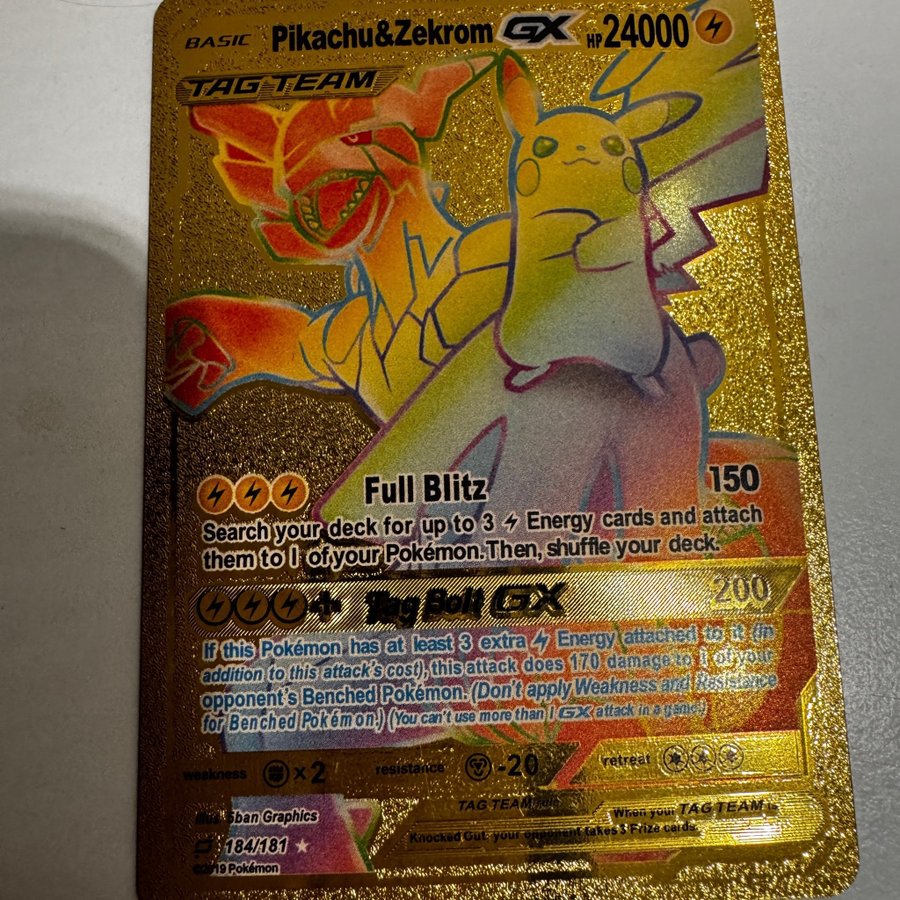 BASIC Pikachu&Zekrom GX HP24000
TAG TEAM
Full Blitz 150
Search your deck for up to 3 Energy cards and attach
them to 1 of your Pokémon. Then, shuffle your deck.
+ Tag Bolt GX 200
If this Pokémon has at least 3 extra Energy attached to it (in
addition to this attack's cost), this attack does 170 damage to 1 of your
opponent's Benched Pokémon. (Don't apply Weakness and Resistance
for Benched Pokémon.) (You can't use more than 1 GX attack in a game.)
weakness ×2 resistance -20 retreat
TAG TEAM rule When your TAG TEAM is
Knocked Out, your opponent takes 3 Prize cards.
Illus. 5ban Graphics
184/181
©2019 Pokémon